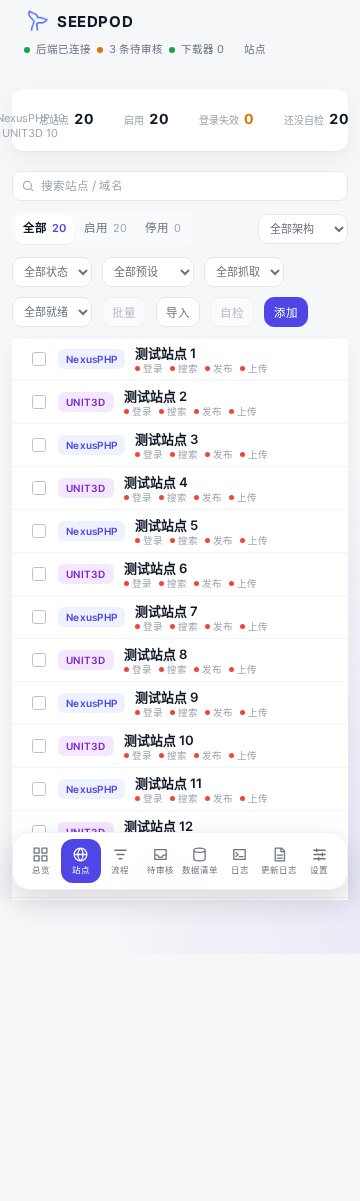 SEEDPOD
后端已连接 3 条待审核 下载器 0 站点
NexusPHP 10
UNIT3D 10
总站点 20 启用 20 登录失效 0 还没自检 20
搜索站点 / 域名
全部 20 启用 20 停用 0 全部架构
全部状态 全部预设 全部抓取
全部就绪 批量 导入 自检 添加
NexusPHP 测试站点 1
登录 搜索 发布 上传
UNIT3D 测试站点 2
登录 搜索 发布 上传
NexusPHP 测试站点 3
登录 搜索 发布 上传
UNIT3D 测试站点 4
登录 搜索 发布 上传
NexusPHP 测试站点 5
登录 搜索 发布 上传
UNIT3D 测试站点 6
登录 搜索 发布 上传
NexusPHP 测试站点 7
登录 搜索 发布 上传
UNIT3D 测试站点 8
登录 搜索 发布 上传
NexusPHP 测试站点 9
登录 搜索 发布 上传
UNIT3D 测试站点 10
登录 搜索 发布 上传
NexusPHP 测试站点 11
登录 搜索 发布 上传
UNIT3D 测试站点 12
总览 站点 流程 待审核 数据清单 日志 更新日志 设置